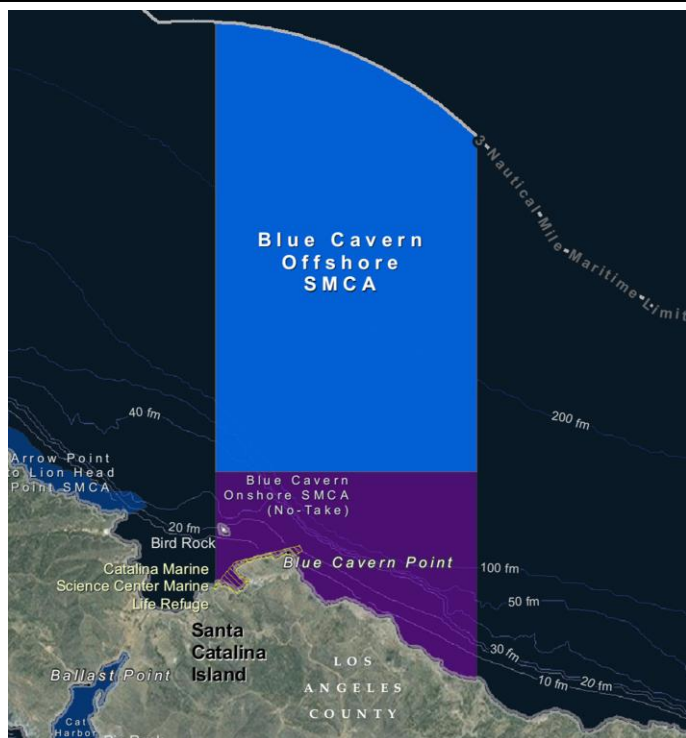 Blue Cavern
Offshore
SMCA
3-Nautical-Mile-Maritime-Limit
200 fm
40 fm
Arrow Point
to Lion Head
Point SMCA
Blue Cavern
Onshore SMCA
(No-Take)
20 fm
Bird Rock
Blue Cavern Point
Catalina Marine
Science Center Marine
Life Refuge
100 fm
50 fm
30 fm
20 fm
10 fm
Santa
Catalina
Island
LOS
ANGELES
COUNTY
Ballast Point
Cat
Harbor